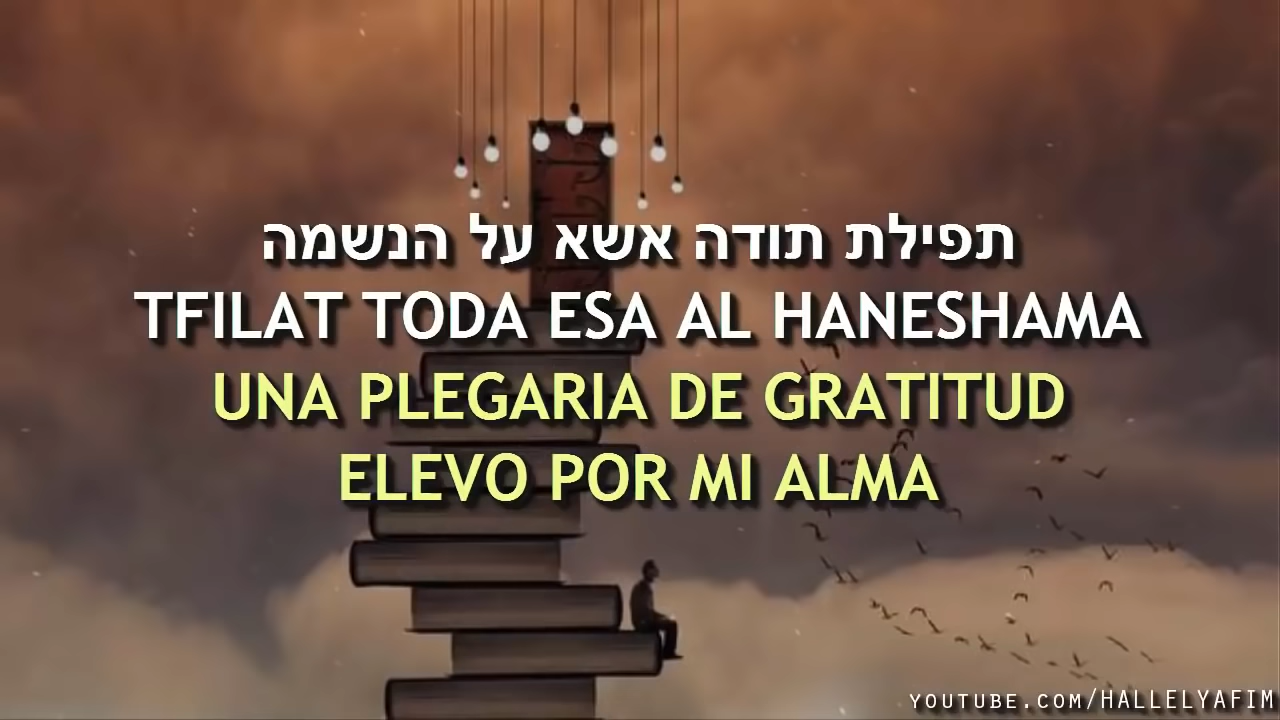 תפילת תודה אשא על הנשמה
TFILAT TODA ESA AL HANESHAMA
UNA PLEGARIA DE GRATITUD
ELEVO POR MI ALMA
YOUTUBE.COM/HALLELYAFIM